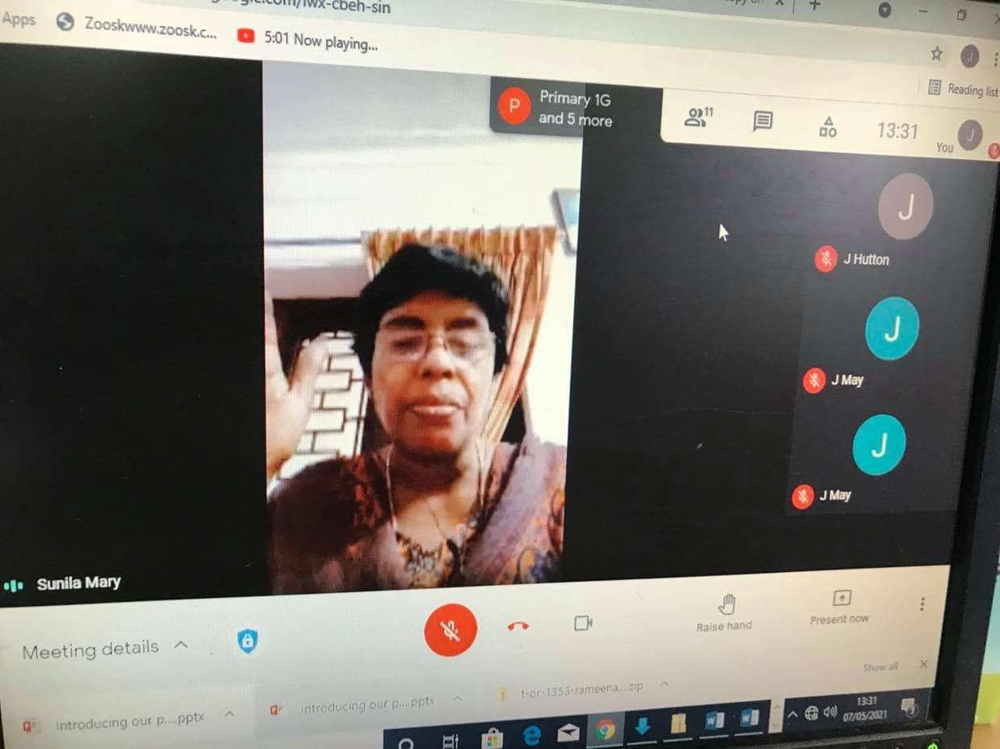 .com/iwx-cbeh-sin
Apps
Zooskwww.zoosk.c...
5:01 Now playing...
Reading list
J
P
Primary 1G
and 5 more
11
13:31
You
J
J
J Hutton
J
J May
J
J May
Sunila Mary
Meeting details
Raise hand
Present now
Show all
Introducing our p....pptx
introducing our p....pptx
t-or-1353-rameena....zip
13:31
07/05/2021
3